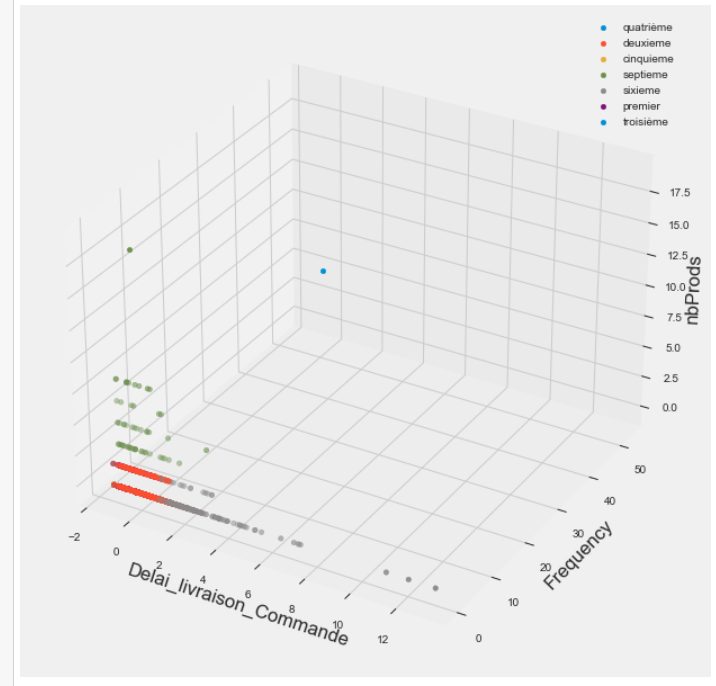 quatrième
deuxieme
cinquieme
septieme
sixieme
premier
troisième
17.5
15.0
12.5
10.0
7.5
5.0
2.5
0.0
nbProds
50
40
30
20
10
0
Frequency
−2
0
2
4
6
8
10
12
Delai_livraison_Commande